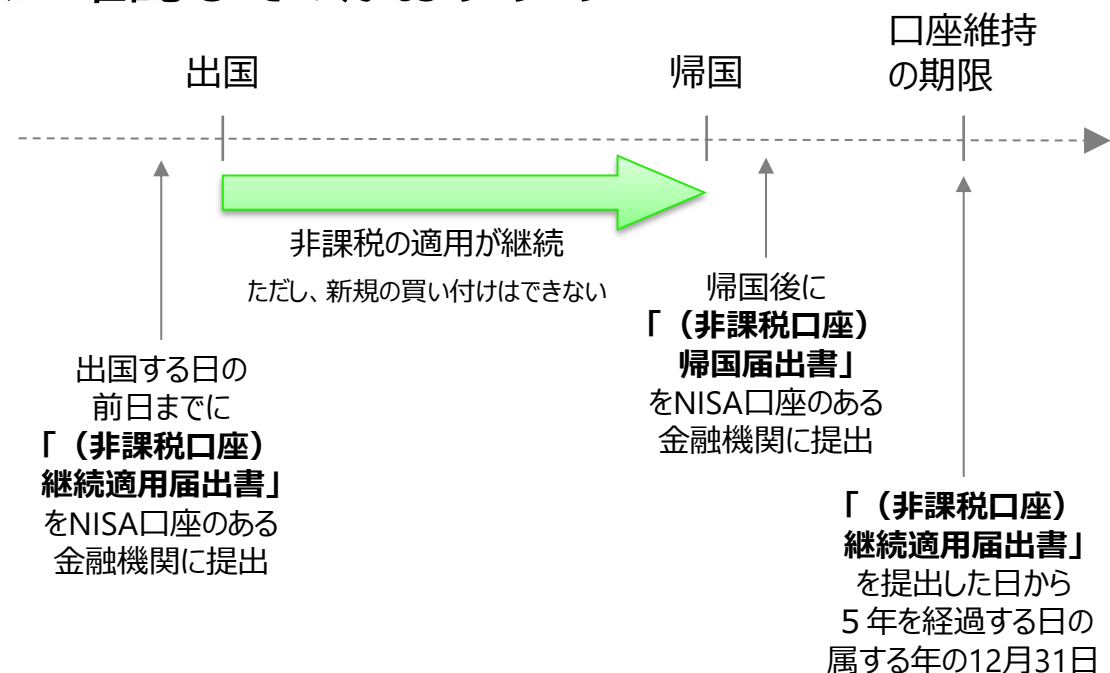 出国
帰国
口座維持
の期限
非課税の適用が継続
ただし、新規の買い付けはできない
出国する日の
前日までに
「（非課税口座）
継続適用届出書」
をNISA口座のある
金融機関に提出
帰国後に
「（非課税口座）
帰国届出書」
をNISA口座のある
金融機関に提出
「（非課税口座）
継続適用届出書」
を提出した日から
５年を経過する日の
属する年の12月31日